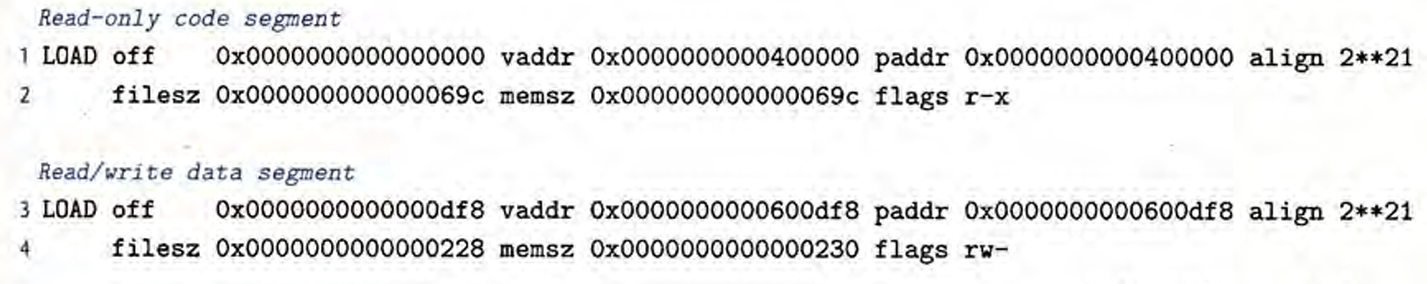 Read-only code segment
1 LOAD off 0x0000000000000000 vaddr 0x0000000000400000 paddr 0x0000000000400000 align 2**21
2 filesz 0x000000000000069c memsz 0x000000000000069c flags r-x
Read/write data segment
3 LOAD off 0x0000000000000df8 vaddr 0x0000000000600df8 paddr 0x0000000000600df8 align 2**21
4 filesz 0x0000000000000228 memsz 0x0000000000000230 flags rw-